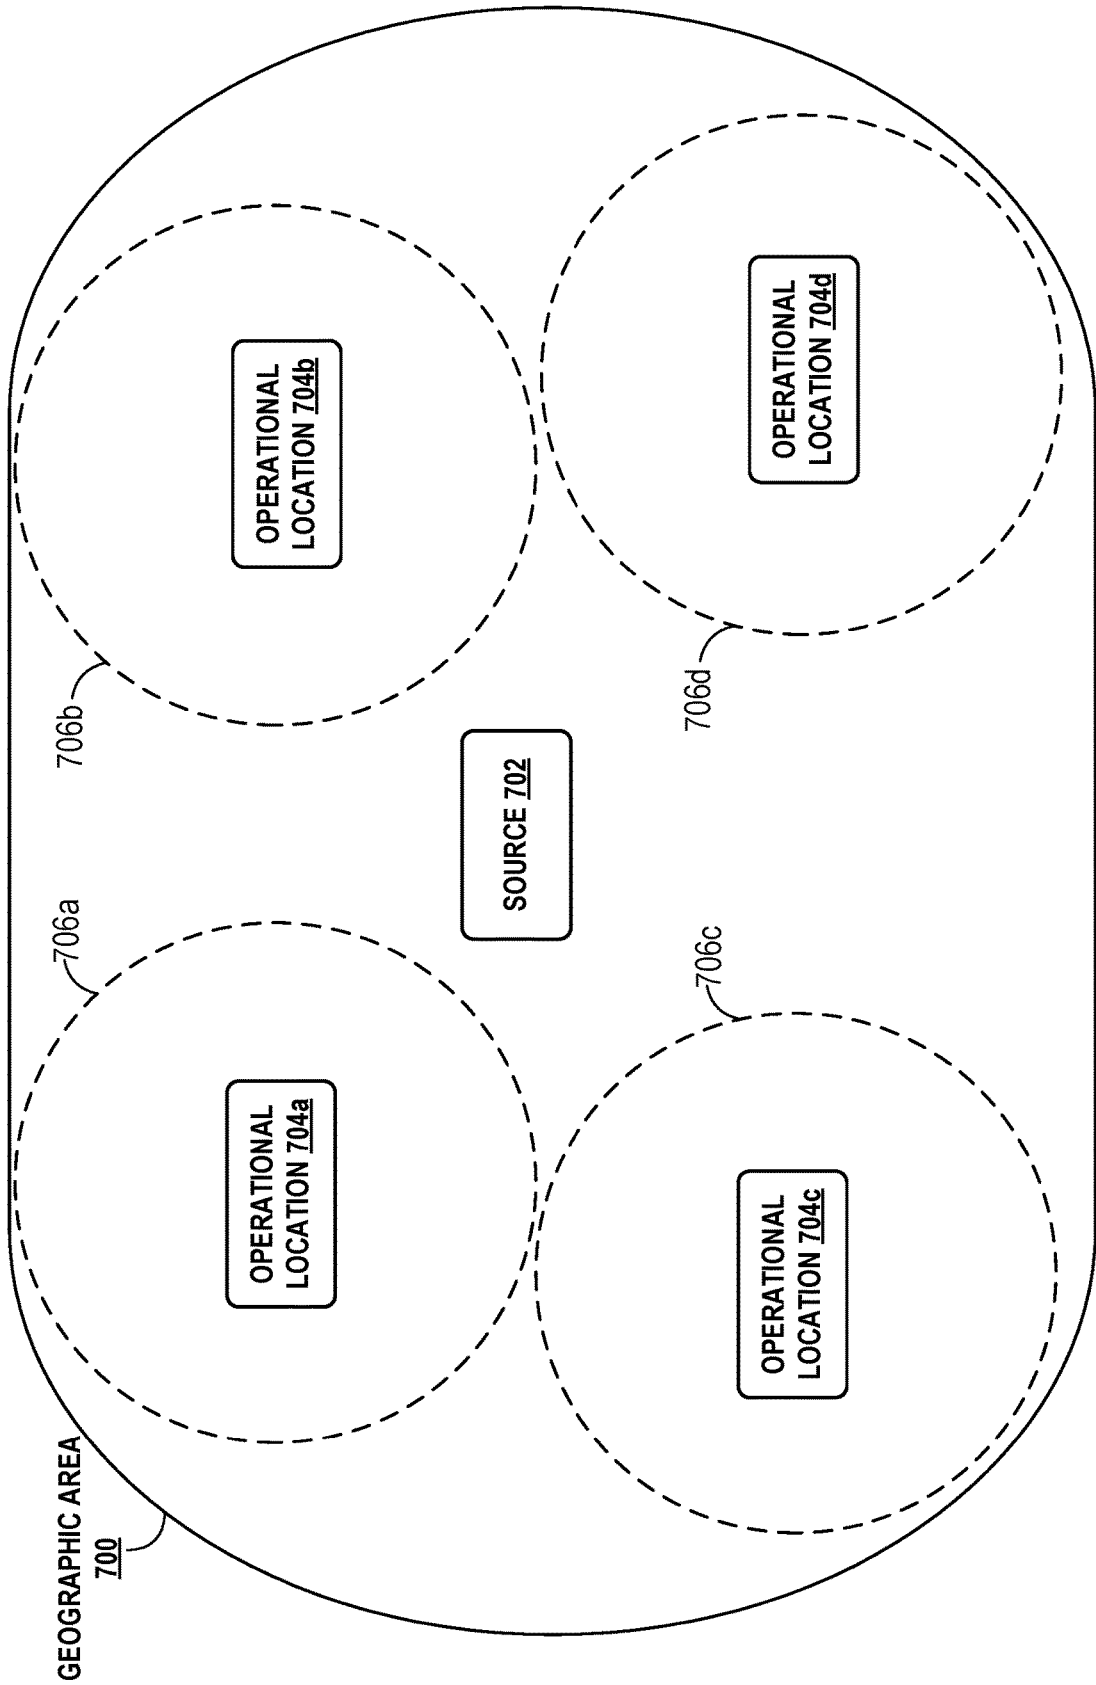 GEOGRAPHIC AREA
700
706a
706b
OPERATIONAL
LOCATION 704a
OPERATIONAL
LOCATION 704b
SOURCE 702
706c
706d
OPERATIONAL
LOCATION 704c
OPERATIONAL
LOCATION 704d